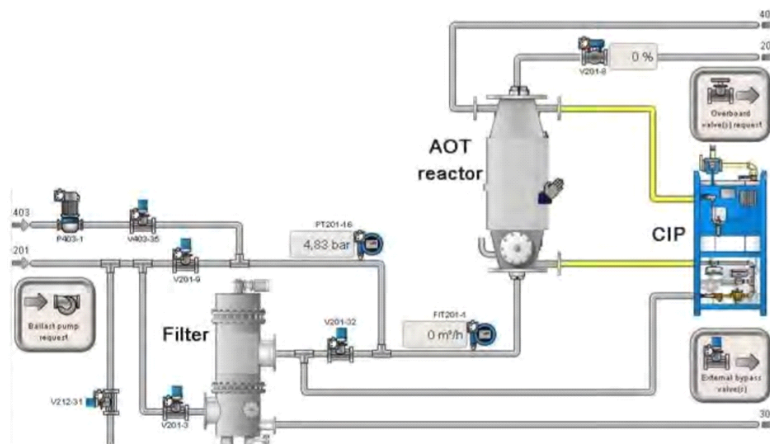 40
0 %
20
V201-8
Overboard
valve(s) request
AOT
reactor
403
P403-1
V403-35
PT201-16
4,83 bar
CIP
201
V201-9
Ballast pump
request
Filter
V201-32
FIT201-1
0 m³/h
External bypass
valve(s)
V212-31
V201-3
30